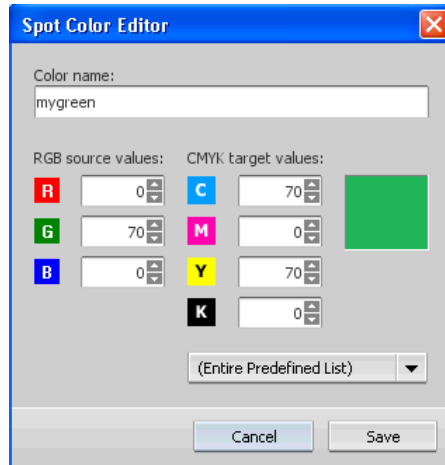 Spot Color Editor
Color name:
mygreen
RGB source values: CMYK target values:
R 0 C 70
G 70 M 0
B 0 Y 70
K 0
(Entire Predefined List)
Cancel Save